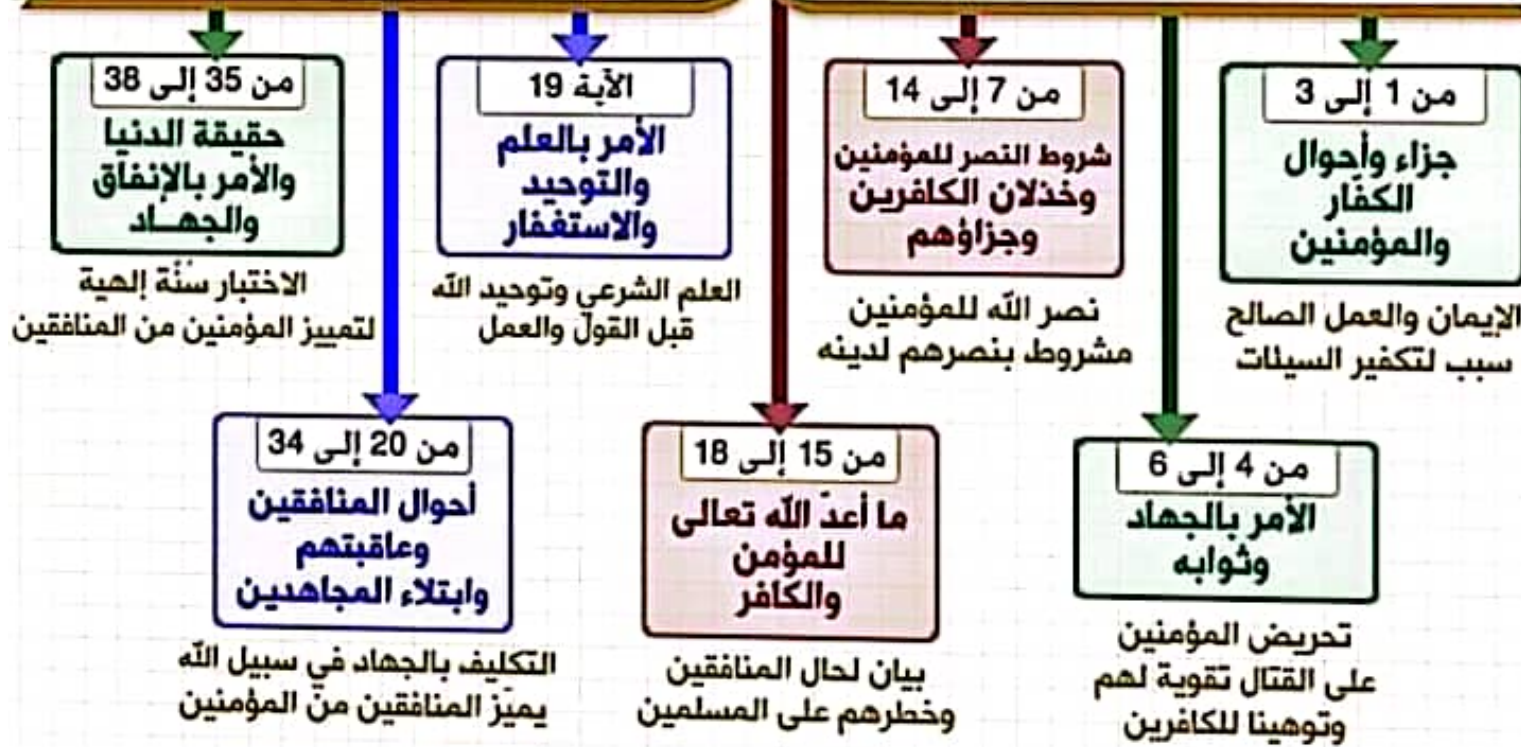 من 1 إلى 3
جزاء وأحوال
الكفّار
والمؤمنين
الإيمان والعمل الصالح
سبب لتكفير السيئات
من 4 إلى 6
الأمر بالجهاد
وثوابه
تحريض المؤمنين
على القتال تقوية لهم
وتوهينا للكافرين
من 7 إلى 14
شروط النصر للمؤمنين
وخذلان الكافرين
وجزاؤهم
نصر الله للمؤمنين
مشروط بنصرهم لدينه
من 15 إلى 18
ما أعدّ الله تعالى
للمؤمن
والكافر
بيان لحال المنافقين
وخطرهم على المسلمين
الآية 19
الأمر بالعلم
والتوحيد
والاستغفار
العلم الشرعي وتوحيد الله
قبل القول والعمل
من 20 إلى 34
أحوال المنافقين
وعاقبتهم
وابتلاء المجاهدين
التكليف بالجهاد في سبيل الله
يميّز المنافقين من المؤمنين
من 35 إلى 38
حقيقة الدنيا
والأمر بالإنفاق
والجهــاد
الاختبار سنّة إلهية
لتمييز المؤمنين من المنافقين